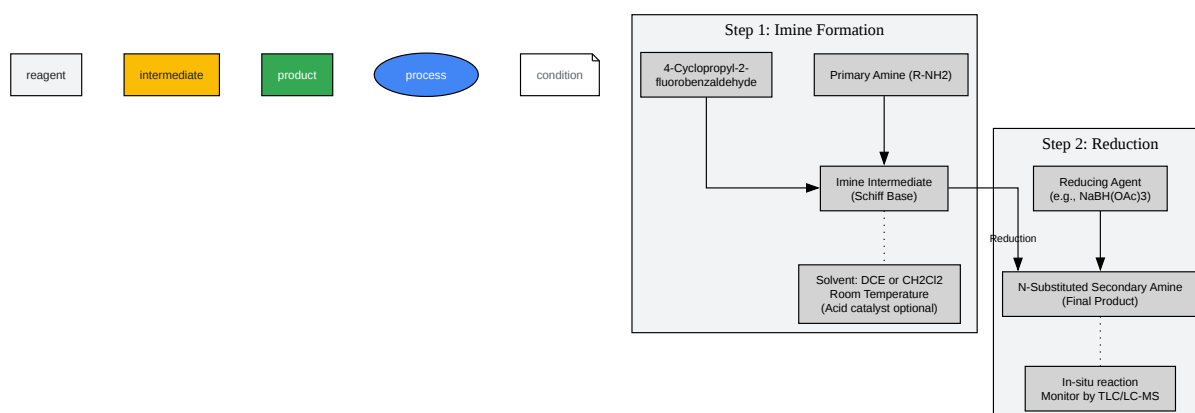 reagent
intermediate
product
process
condition
Step 1: Imine Formation
4-Cyclopropyl-2-
fluorobenzaldehyde
Primary Amine (R-NH2)
Imine Intermediate
(Schiff Base)
Solvent: DCE or CH2Cl2
Room Temperature
(Acid catalyst optional)
Step 2: Reduction
Reducing Agent
(e.g., NaBH(OAc)3)
Reduction
N-Substituted Secondary Amine
(Final Product)
In-situ reaction
Monitor by TLC/LC-MS